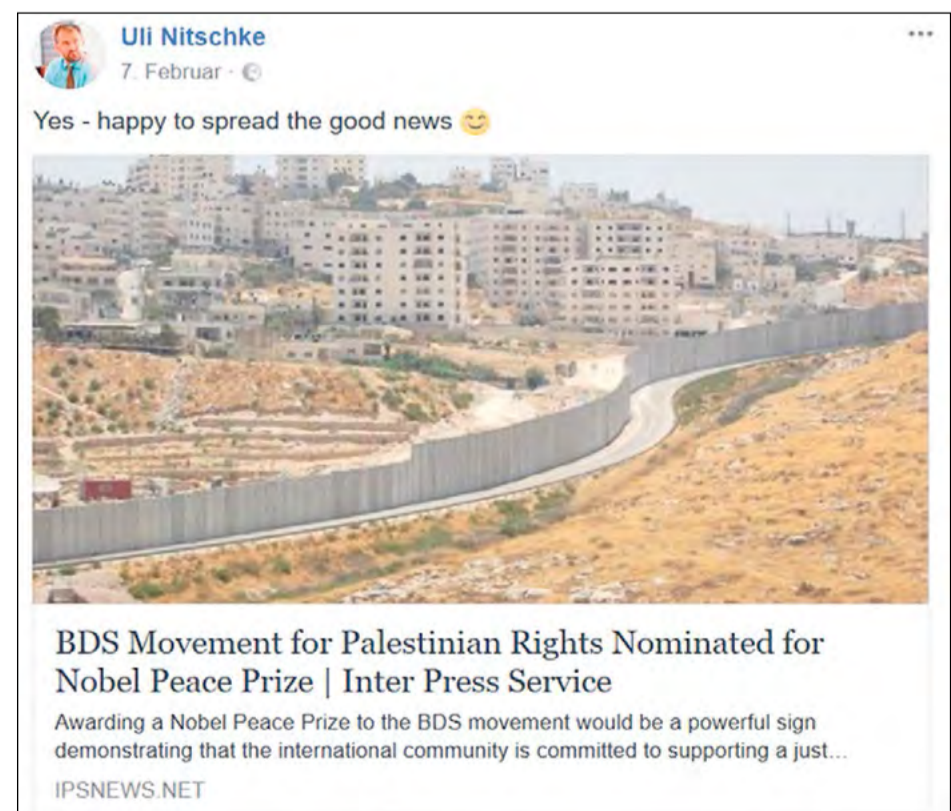 Uli Nitschke
7. Februar ·
Yes - happy to spread the good news 😊
BDS Movement for Palestinian Rights Nominated for
Nobel Peace Prize | Inter Press Service
Awarding a Nobel Peace Prize to the BDS movement would be a powerful sign
demonstrating that the international community is committed to supporting a just...
IPSNEWS.NET